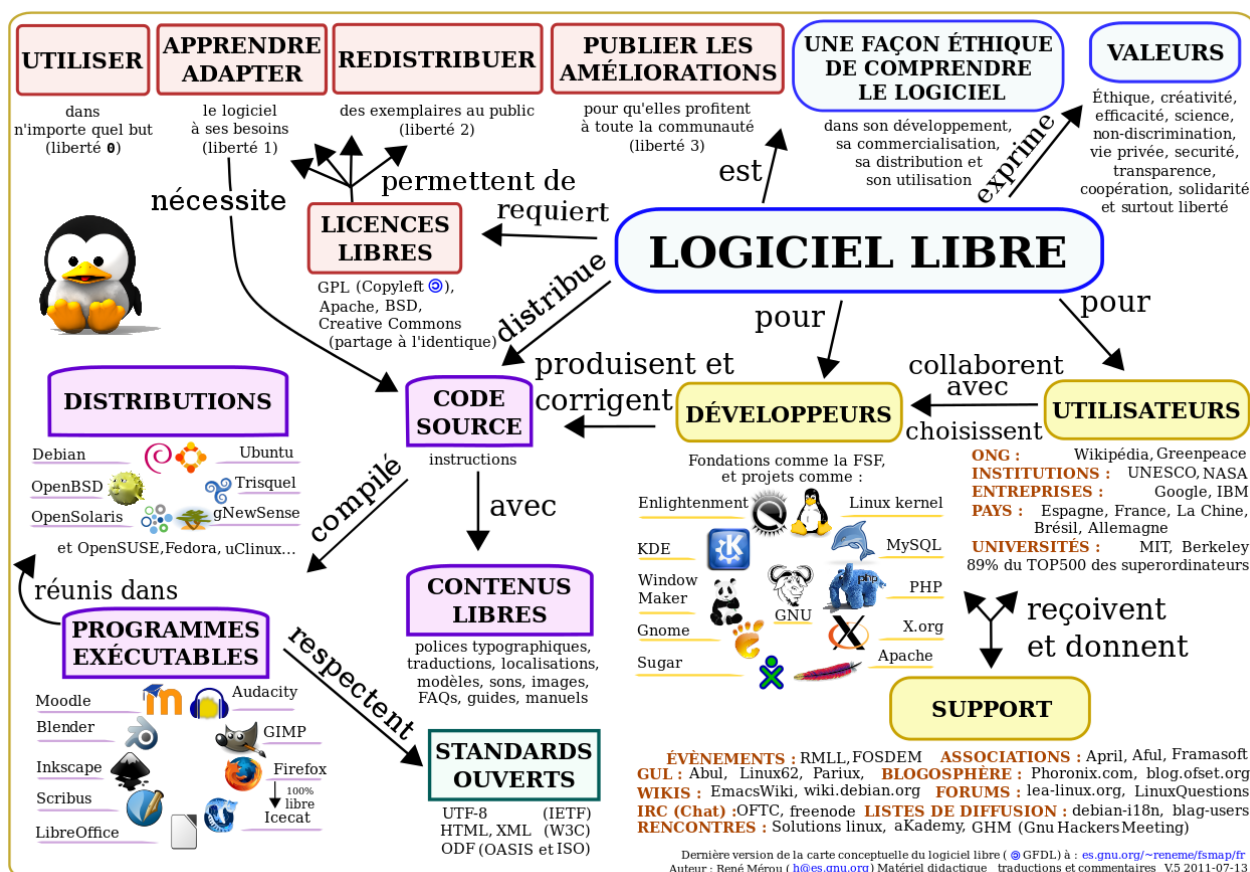 UTILISER
dans
n'importe quel but
(liberté 0)
APPRENDRE
ADAPTER
le logiciel
à ses besoins
(liberté 1)
REDISTRIBUER
des exemplaires au public
(liberté 2)
PUBLIER LES
AMÉLIORATIONS
pour qu'elles profitent
à toute la communauté
(liberté 3)
UNE FAÇON ÉTHIQUE
DE COMPRENDRE
LE LOGICIEL
dans son développement,
sa commercialisation,
sa distribution et
son utilisation
VALEURS
Éthique, créativité,
efficacité, science,
non-discrimination,
vie privée, securité,
transparence,
coopération, solidarité
et surtout liberté
nécessite
permettent de
requiert
est
exprime
LICENCES
LIBRES
GPL (Copyleft),
Apache, BSD,
Creative Commons
(partage à l'identique)
LOGICIEL LIBRE
distribue
pour
pour
produisent et
corrigent
collaborent
avec
choisissent
DISTRIBUTIONS
Debian
Ubuntu
OpenBSD
Trisquel
OpenSolaris
gNewSense
et OpenSUSE,Fedora, uClinux...
CODE
SOURCE
instructions
compilé
avec
DÉVELOPPEURS
Fondations comme la FSF,
et projets comme :
Enlightenment
Linux kernel
KDE
MySQL
Window
Maker
GNU
php
PHP
Gnome
X.org
Sugar
Apache
UTILISATEURS
ONG : Wikipédia, Greenpeace
INSTITUTIONS : UNESCO, NASA
ENTREPRISES : Google, IBM
PAYS : Espagne, France, La Chine,
Brésil, Allemagne
UNIVERSITÉS : MIT, Berkeley
89% du TOP500 des superordinateurs
réunis dans
PROGRAMMES
EXÉCUTABLES
Moodle
Audacity
Blender
GIMP
Inkscape
Firefox
100%
libre
Scribus
Icecat
LibreOffice
respectent
CONTENUS
LIBRES
polices typographiques,
traductions, localisations,
modèles, sons, images,
FAQs, guides, manuels
STANDARDS
OUVERTS
UTF-8 (IETF)
HTML, XML (W3C)
ODF (OASIS et ISO)
reçoivent
et donnent
SUPPORT
ÉVÈNEMENTS : RMLL, FOSDEM ASSOCIATIONS : April, Aful, Framasoft
GUL : Abul, Linux62, Pariux, BLOGOSPHÈRE : Phoronix.com, blog.ofset.org
WIKIS : EmacsWiki, wiki.debian.org FORUMS : lea-linux.org, LinuxQuestions
IRC (Chat) :OFTC, freenode LISTES DE DIFFUSION : debian-i18n, blag-users
RENCONTRES : Solutions linux, aKademy, GHM (Gnu Hackers Meeting)
Dernière version de la carte conceptuelle du logiciel libre ( GFDL) à : es.gnu.org/~reneme/fsmap/fr
Auteur : René Mérou ( h@es.gnu.org) Matériel didactique traductions et commentaires V.5 2011-07-13